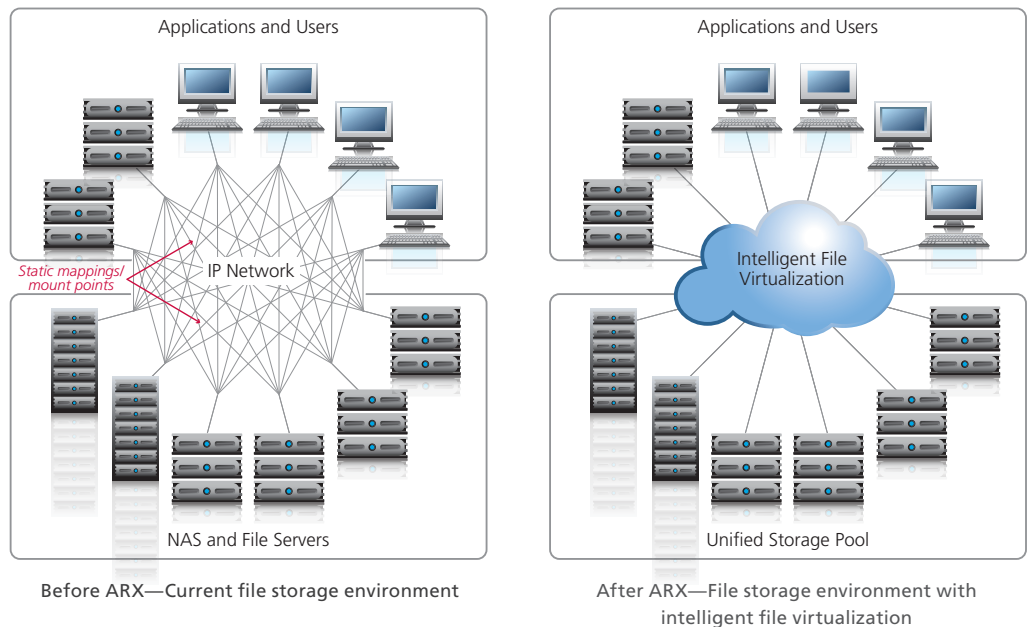 Applications and Users
Static mappings/
mount points
IP Network
NAS and File Servers
Before ARX—Current file storage environment
Applications and Users
Intelligent File
Virtualization
Unified Storage Pool
After ARX—File storage environment with
intelligent file virtualization